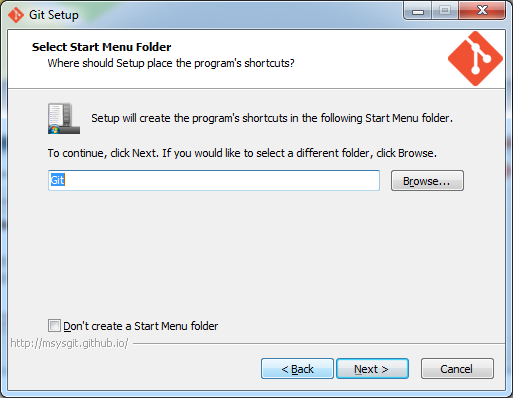 Git Setup
Select Start Menu Folder
Where should Setup place the program's shortcuts?
Setup will create the program's shortcuts in the following Start Menu folder.
To continue, click Next. If you would like to select a different folder, click Browse.
Git
Browse...
Don't create a Start Menu folder
http://msysgit.github.io/
< Back
Next >
Cancel